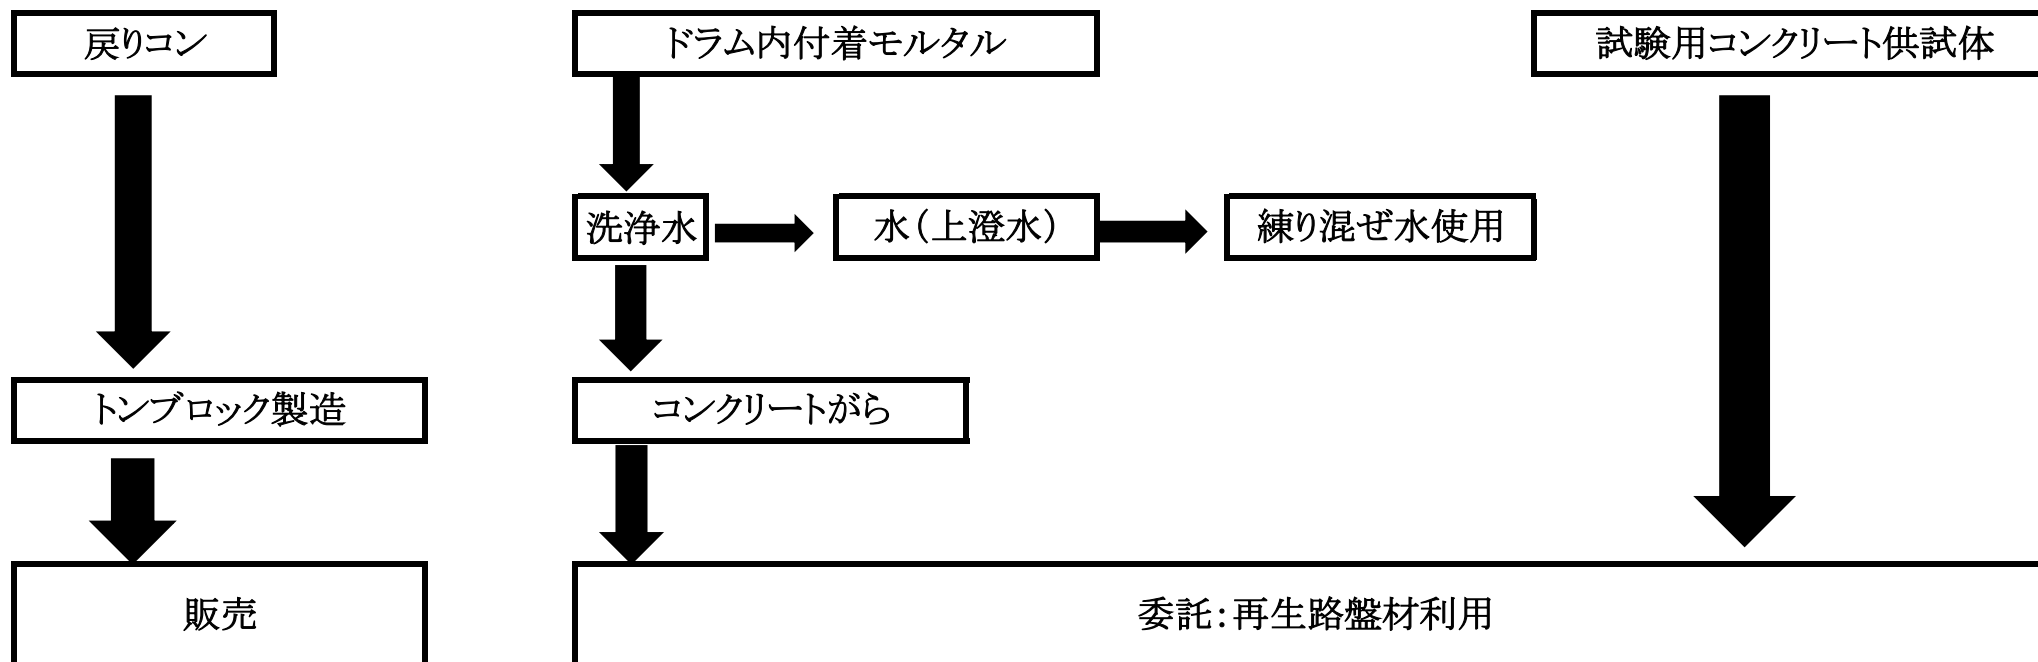 戻りコン
ドラム内付着モルタル
試験用コンクリート供試体
洗浄水
水（上澄水）
練り混ぜ水使用
トンブロック製造
コンクリートがら
販売
委託：再生路盤材利用